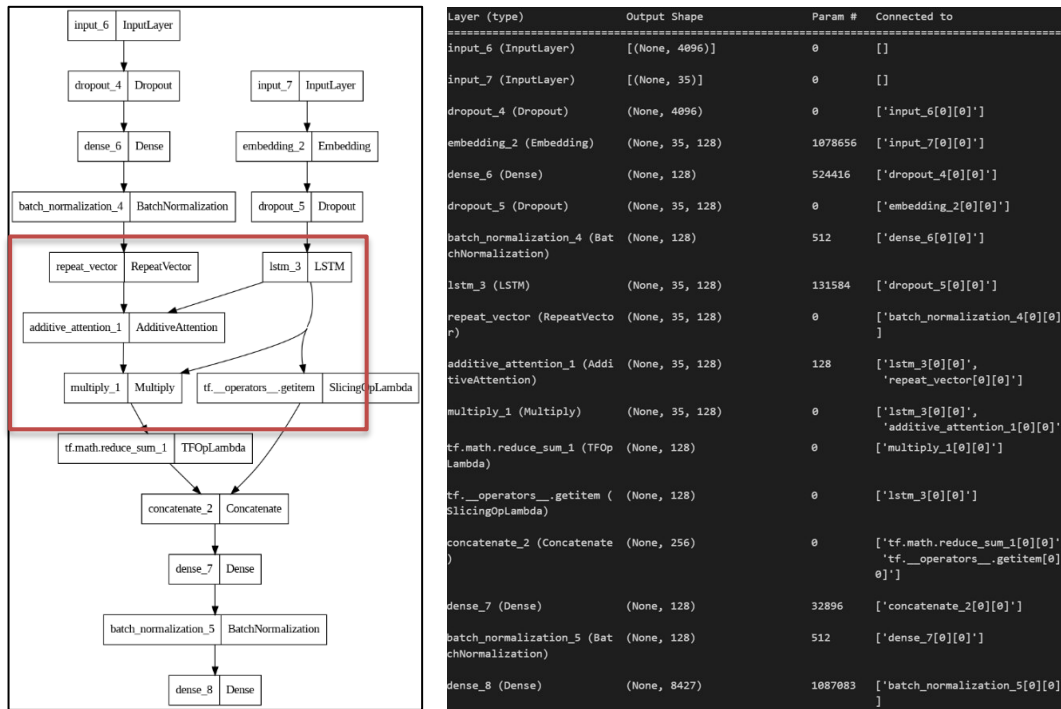 input_6 InputLayer
dropout_4 Dropout
input_7 InputLayer
dense_6 Dense
embedding_2 Embedding
batch_normalization_4 BatchNormalization
dropout_5 Dropout
repeat_vector RepeatVector
lstm_3 LSTM
additive_attention_1 AdditiveAttention
multiply_1 Multiply
tf.__operators__.getitem SlicingOpLambda
tf.math.reduce_sum_1 TFOpLambda
concatenate_2 Concatenate
dense_7 Dense
batch_normalization_5 BatchNormalization
dense_8 Dense
Layer (type) Output Shape Param # Connected to
input_6 (InputLayer) [(None, 4096)] 0 []
input_7 (InputLayer) [(None, 35)] 0 []
dropout_4 (Dropout) (None, 4096) 0 ['input_6[0][0]']
embedding_2 (Embedding) (None, 35, 128) 1078656 ['input_7[0][0]']
dense_6 (Dense) (None, 128) 524416 ['dropout_4[0][0]']
dropout_5 (Dropout) (None, 35, 128) 0 ['embedding_2[0][0]']
batch_normalization_4 (Bat (None, 128) 512 ['dense_6[0][0]']
chNormalization)
lstm_3 (LSTM) (None, 35, 128) 131584 ['dropout_5[0][0]']
repeat_vector (RepeatVecto (None, 35, 128) 0 ['batch_normalization_4[0][0]
r) ]
additive_attention_1 (Addi (None, 35, 128) 128 ['lstm_3[0][0]',
tiveAttention) 'repeat_vector[0][0]']
multiply_1 (Multiply) (None, 35, 128) 0 ['lstm_3[0][0]',
'additive_attention_1[0][0]'
tf.math.reduce_sum_1 (TFOp (None, 128) 0 ['multiply_1[0][0]']
Lambda)
tf.__operators__.getitem ( (None, 128) 0 ['lstm_3[0][0]']
SlicingOpLambda)
concatenate_2 (Concatenate (None, 256) 0 ['tf.math.reduce_sum_1[0][0]'
) 'tf.__operators__.getitem[0]
0]']
dense_7 (Dense) (None, 128) 32896 ['concatenate_2[0][0]']
batch_normalization_5 (Bat (None, 128) 512 ['dense_7[0][0]']
chNormalization)
dense_8 (Dense) (None, 8427) 1087083 ['batch_normalization_5[0][0]
]